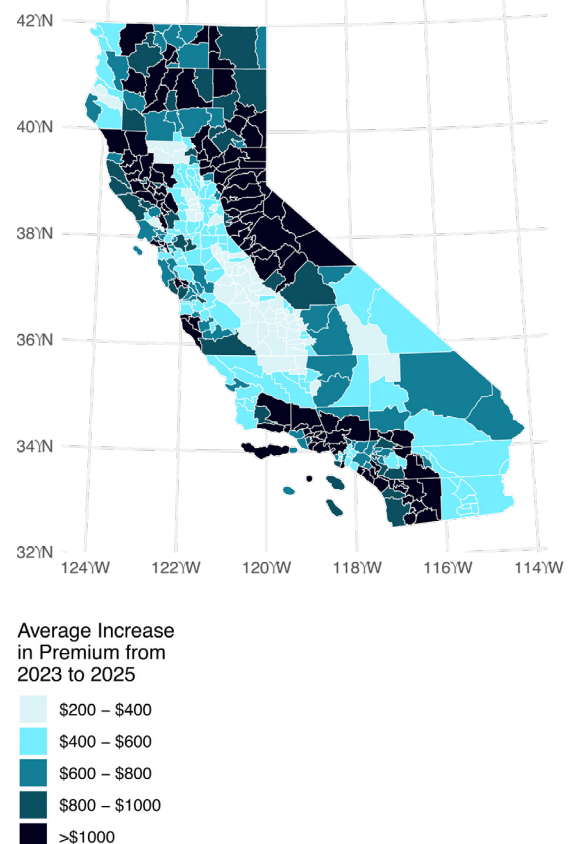 42°N
40°N
38°N
36°N
34°N
32°N
124°W 122°W 120°W 118°W 116°W 114°W
Average Increase
in Premium from
2023 to 2025
$200 – $400
$400 – $600
$600 – $800
$800 – $1000
>$1000